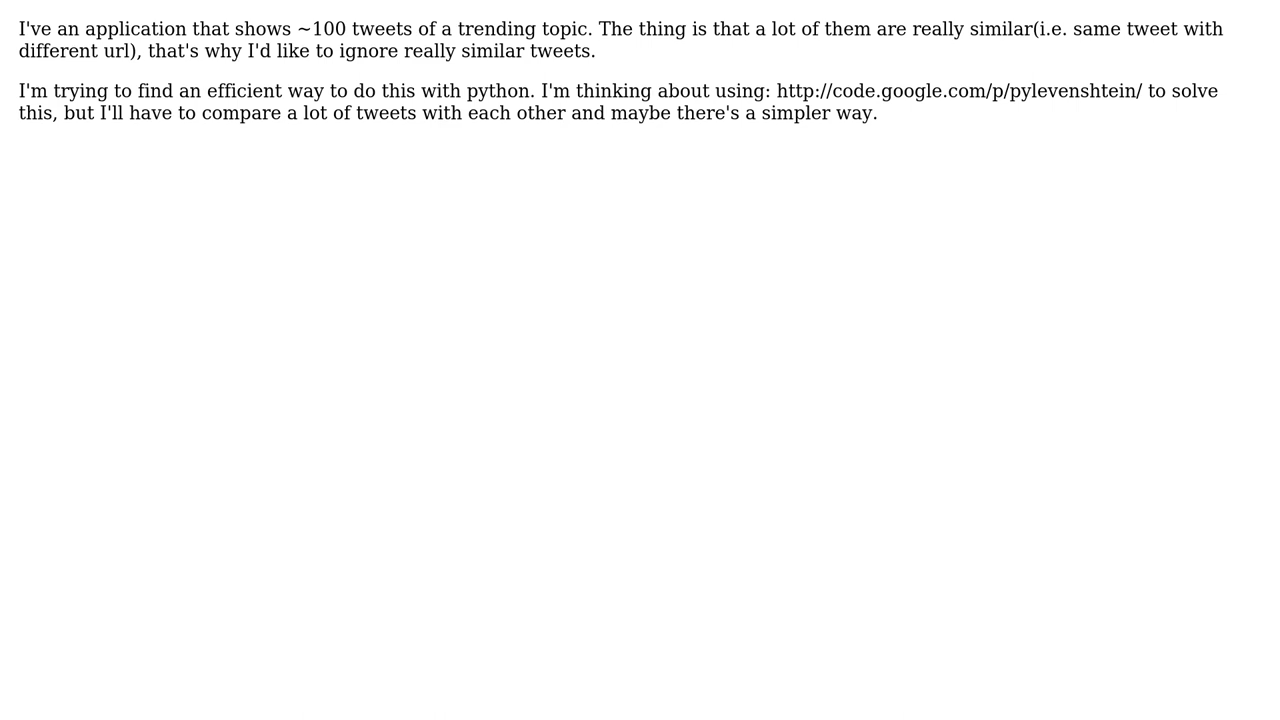 I've an application that shows ~100 tweets of a trending topic. The thing is that a lot of them are really similar(i.e. same tweet with
different url), that's why I'd like to ignore really similar tweets.
I'm trying to find an efficient way to do this with python. I'm thinking about using: http://code.google.com/p/pylevenshtein/ to solve
this, but I'll have to compare a lot of tweets with each other and maybe there's a simpler way.